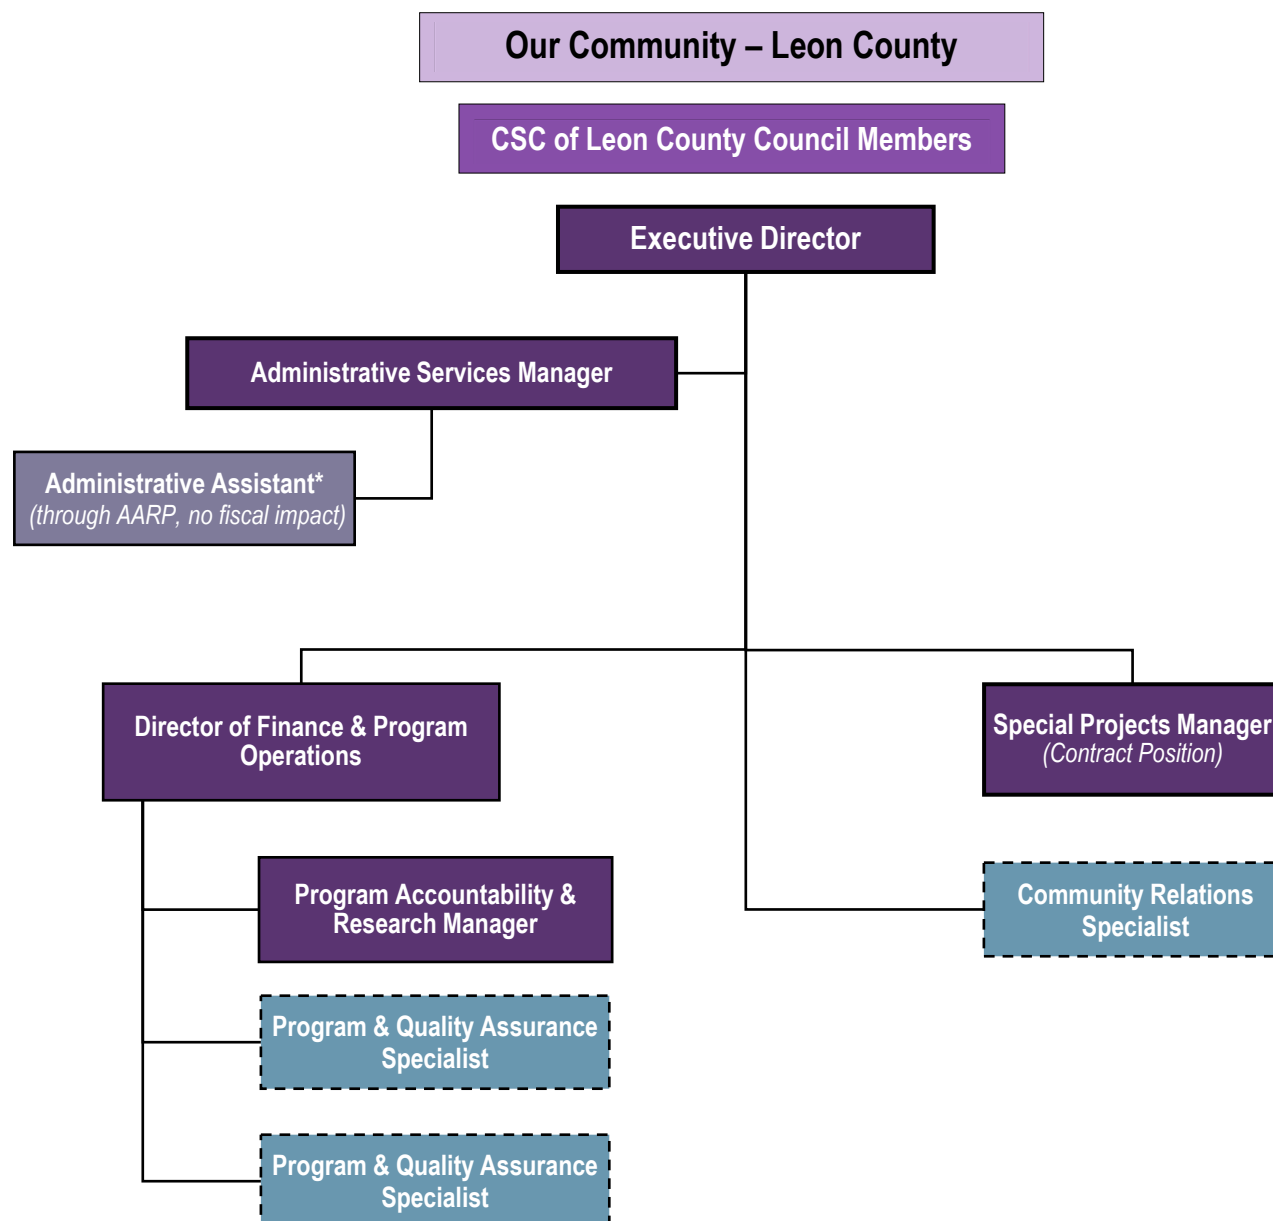 Our Community – Leon County
CSC of Leon County Council Members
Executive Director
Administrative Services Manager
Administrative Assistant*
(through AARP, no fiscal impact)
Director of Finance & Program
Operations
Special Projects Manager
(Contract Position)
Program Accountability &
Research Manager
Community Relations
Specialist
Program & Quality Assurance
Specialist
Program & Quality Assurance
Specialist